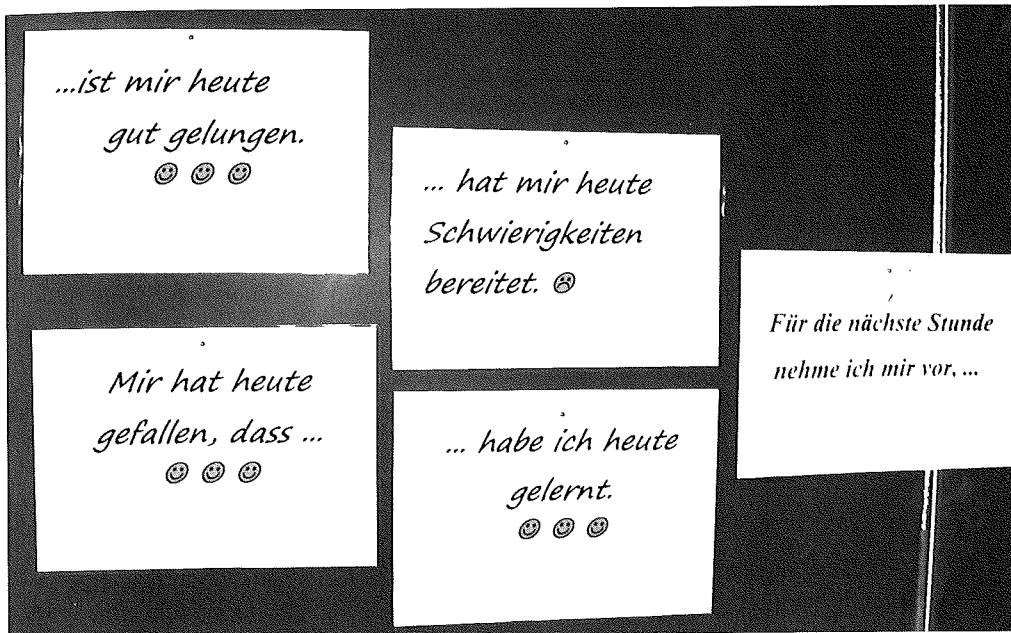 ...ist mir heute
gut gelungen.
☺ ☺ ☺
Mir hat heute
gefallen, dass ...
☺ ☺ ☺
... hat mir heute
Schwierigkeiten
bereitet. ☹
... habe ich heute
gelernt.
☺ ☺ ☺
Für die nächste Stunde
nehme ich mir vor, ...